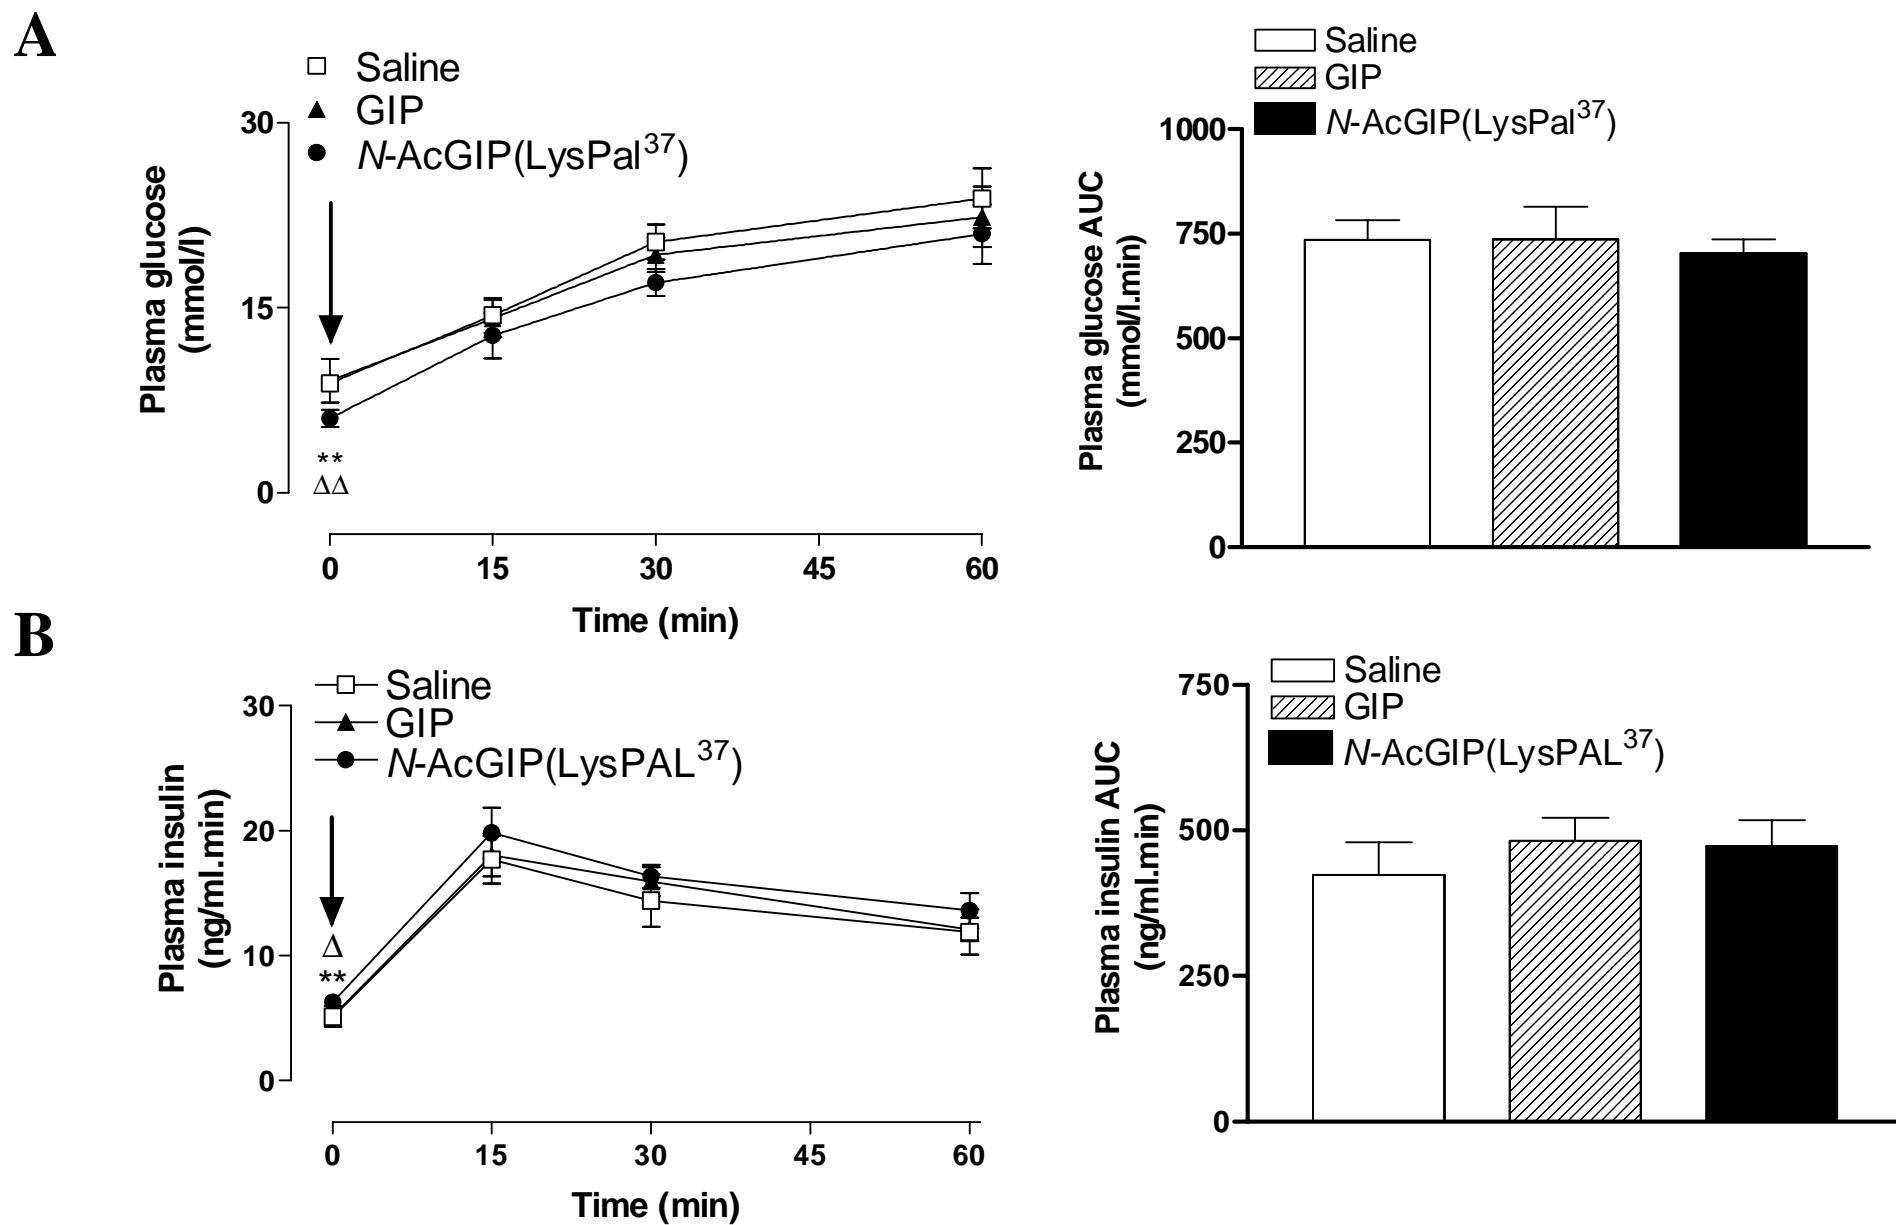 A
Saline
GIP
N-AcGIP(LysPal37)
30
15
0
Plasma glucose
(mmol/l)
**
ΔΔ
0 15 30 45 60
Time (min)
Saline
GIP
N-AcGIP(LysPal37)
1000
750
500
250
0
Plasma glucose AUC
(mmol/l.min)
B
Saline
GIP
N-AcGIP(LysPAL37)
30
20
10
0
Plasma insulin
(ng/ml.min)
Δ
**
0 15 30 45 60
Time (min)
Saline
GIP
N-AcGIP(LysPAL37)
750
500
250
0
Plasma insulin AUC
(ng/ml.min)